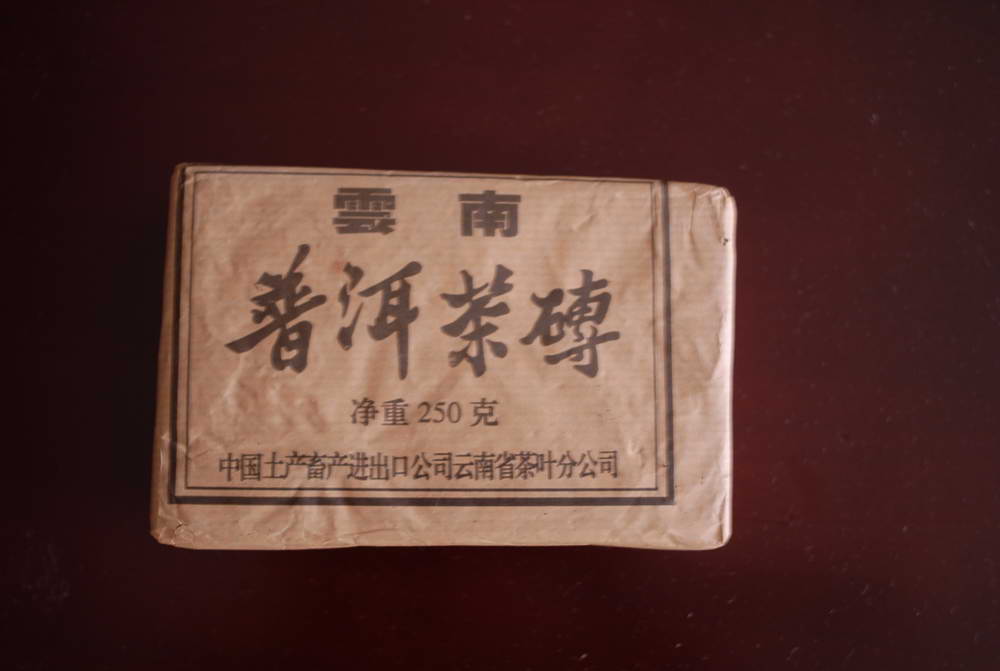 雲南
普洱茶磚
净重250克
中国土产畜产进出口公司云南省茶叶分公司